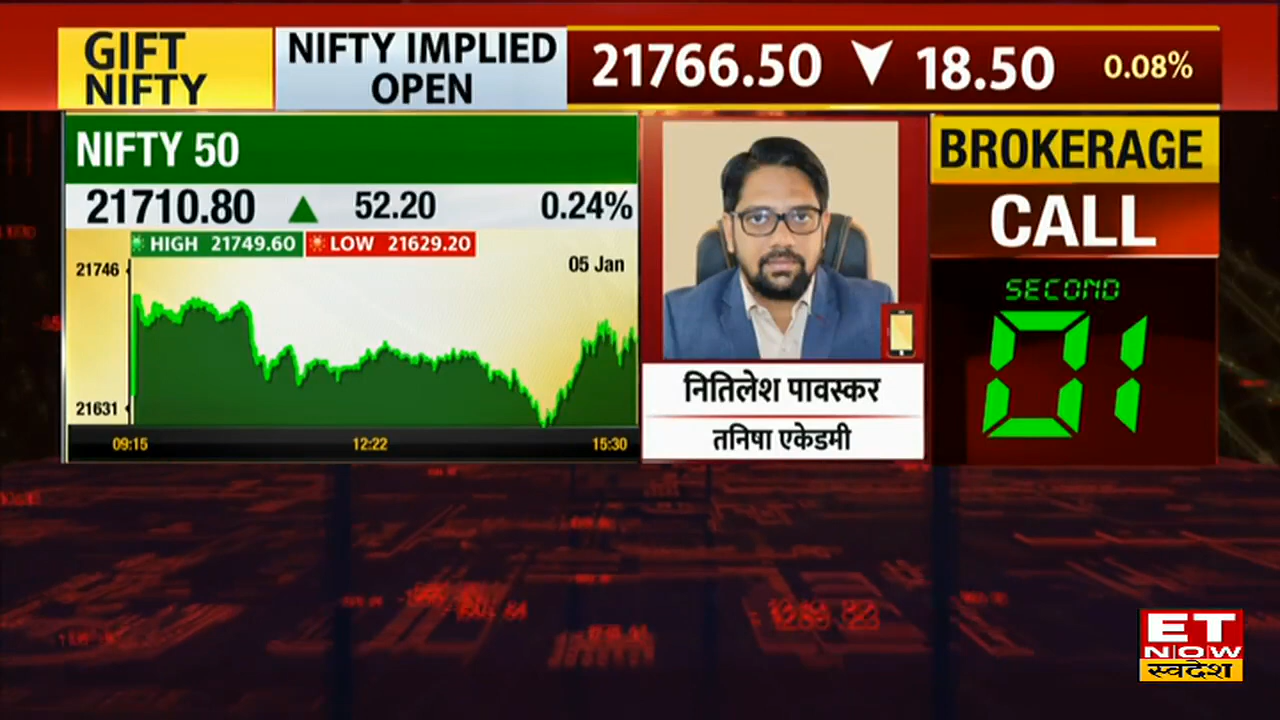 GIFT
NIFTY
NIFTY IMPLIED
OPEN
21766.50 ▼ 18.50 0.08%
NIFTY 50
21710.80 ▲ 52.20 0.24%
HIGH 21749.60 LOW 21629.20
05 Jan
21746
21631
09:15 12:22 15:30
नितिलेश पावस्कर
तनिषा एकेडमी
BROKERAGE
CALL
SECOND
01
ET
NOW
स्वदेश